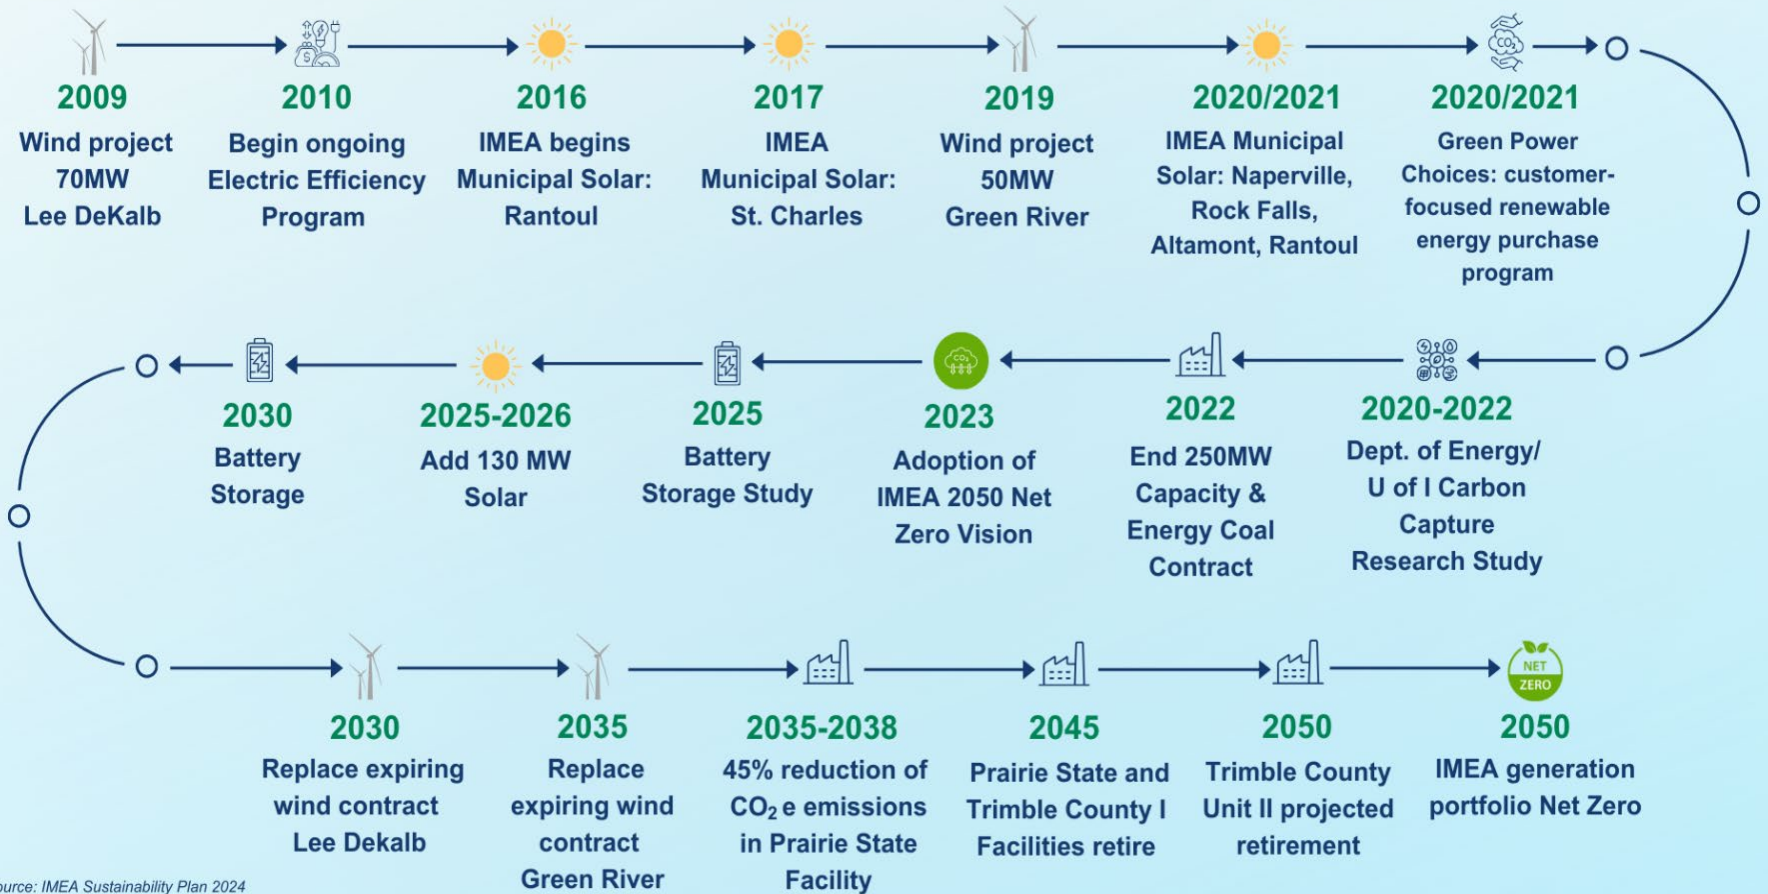 2009
Wind project
70MW
Lee DeKalb
2010
Begin ongoing
Electric Efficiency
Program
2016
IMEA begins
Municipal Solar:
Rantoul
2017
IMEA
Municipal Solar:
St. Charles
2019
Wind project
50MW
Green River
2020/2021
IMEA Municipal
Solar: Naperville,
Rock Falls,
Altamont, Rantoul
CO₂
2020/2021
Green Power
Choices: customer-
focused renewable
energy purchase
program
2020-2022
Dept. of Energy/
U of I Carbon
Capture
Research Study
2022
End 250MW
Capacity &
Energy Coal
Contract
CO₂
2023
Adoption of
IMEA 2050 Net
Zero Vision
2025
Battery
Storage Study
2025-2026
Add 130 MW
Solar
2030
Battery
Storage
2030
Replace expiring
wind contract
Lee Dekalb
2035
Replace
expiring wind
contract
Green River
2035-2038
45% reduction of
CO₂ e emissions
in Prairie State
Facility
2045
Prairie State and
Trimble County I
Facilities retire
2050
Trimble County
Unit II projected
retirement
NET
ZERO
2050
IMEA generation
portfolio Net Zero
ource: IMEA Sustainability Plan 2024